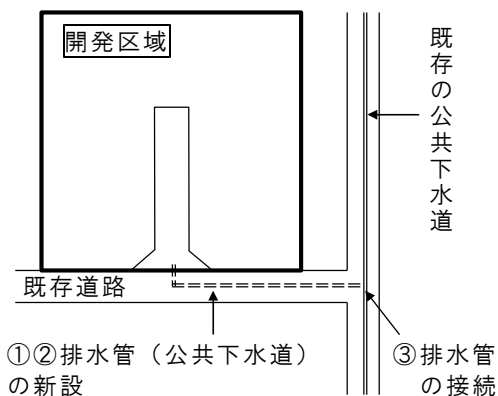 開発区域
既存の公共下水道
既存道路
①②排水管（公共下水道）
の新設
③排水管
の接続